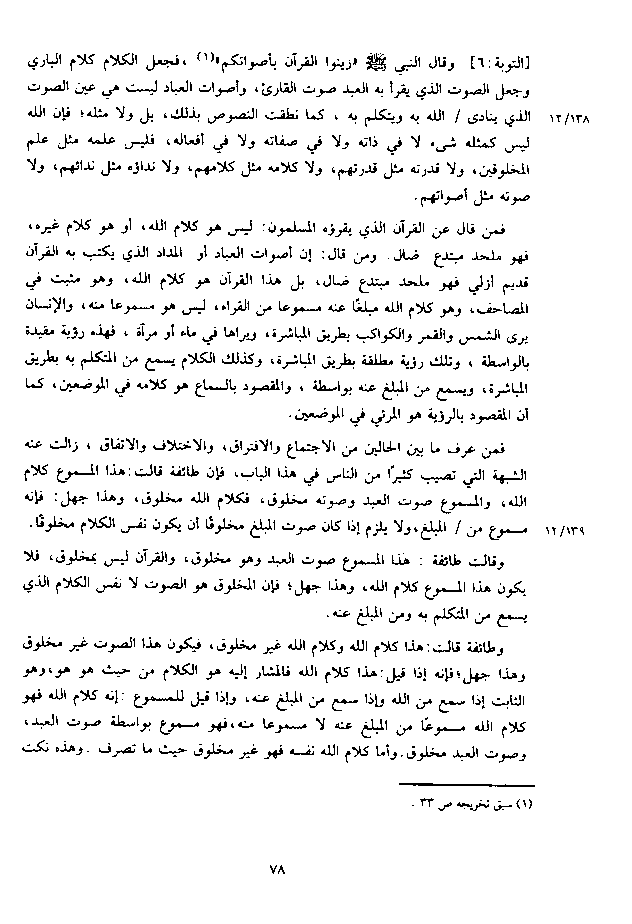 [التوبة:٦] وقال النبي ﷺ «زينوا القرآن بأصواتكم»(١) ،فجعل الكلام كلام الباري
وجعل الصوت الذي يقرأ به العبد صوت القارئ، وأصوات العباد ليست هي عين الصوت
الذي ينادى / الله به ويتكلم به ، كما نطقت النصوص بذلك، بل ولا مثله؛ فإن الله ١٢/١٣٨
ليس كمثله شىء لا في ذاته ولا في صفاته ولا في أفعاله، فليس علمه مثل علم
المخلوقين، ولا قدرته مثل قدرتهم، ولا كلامه مثل كلامهم، ولا نداؤه مثل ندائهم، ولا
صوته مثل أصواتهم.
فمن قال عن القرآن الذي يقرؤه المسلمون: ليس هو كلام الله، أو هو كلام غيره،
فهو ملحد مبتدع ضال. ومن قال: إن أصوات العباد أو المداد الذي يكتب به القرآن
قديم أزلي فهو ملحد مبتدع ضال، بل هذا القرآن هو كلام الله، وهو مثبت في
المصاحف، وهو كلام الله مبلغًا عنه مسموعا من القراء، ليس هو مسموعا منه، والإنسان
يرى الشمس والقمر والكواكب بطريق المباشرة، ويراها في ماء أو مرآة ، فهذه رؤية مقيدة
بالواسطة ، وتلك رؤية مطلقة بطريق المباشرة، وكذلك الكلام يسمع من المتكلم به بطريق
المباشرة، ويسمع من المبلغ عنه بواسطة ، والمقصود بالسماع هو كلامه في الموضعين، كما
أن المقصود بالرؤية هو المرئي في الموضعين.
فمن عرف ما بين الحالين من الاجتماع والافتراق، والاختلاف والاتفاق ، زالت عنه
الشبهة التي تصيب كثيرًا من الناس في هذا الباب، فإن طائفة قالت:هذا المسموع كلام
الله، والمسموع صوت العبد وصوته مخلوق، فكلام الله مخلوق، وهذا جهل: فإنه
مسموع من / المبلغ،ولا يلزم إذا كان صوت المبلغ مخلوقًا أن يكون نفس الكلام مخلوقًا. ١٢/١٣٩
وقالت طائفة : هذا المسموع صوت العبد وهو مخلوق، والقرآن ليس بمخلوق، فلا
يكون هذا المسموع كلام الله، وهذا جهل؛ فإن المخلوق هو الصوت لا نفس الكلام الذي
يسمع من المتكلم به ومن المبلغ عنه.
وطائفة قالت:هذا كلام الله وكلام الله غير مخلوق، فيكون هذا الصوت غير مخلوق
وهذا جهل؛فإنه إذا قيل:هذا كلام الله فالمشار إليه هو الكلام من حيث هو هو،وهو
الثابت إذا سمع من الله وإذا سمع من المبلغ عنه، وإذا قيل للمسموع :إنه كلام الله فهو
كلام الله مسموعًا من المبلغ عنه لا مسموعا منه،فهو مسموع بواسطة صوت العبد،
وصوت العبد مخلوق.وأما كلام الله نفسه فهو غير مخلوق حيث ما تصرف .وهذه نكت
(١) سبق تخريجه ص ٣٣ .
٧٨